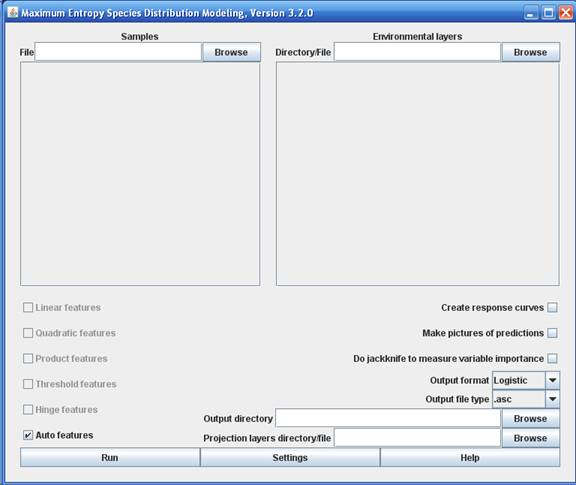 Maximum Entropy Species Distribution Modeling, Version 3.2.0
Samples
Environmental layers
File
Browse
Directory/File
Browse
Linear features
Create response curves
Quadratic features
Make pictures of predictions
Product features
Do jackknife to measure variable importance
Threshold features
Output format Logistic
Output file type .asc
Hinge features
Output directory
Browse
Auto features
Projection layers directory/file
Browse
Run
Settings
Help